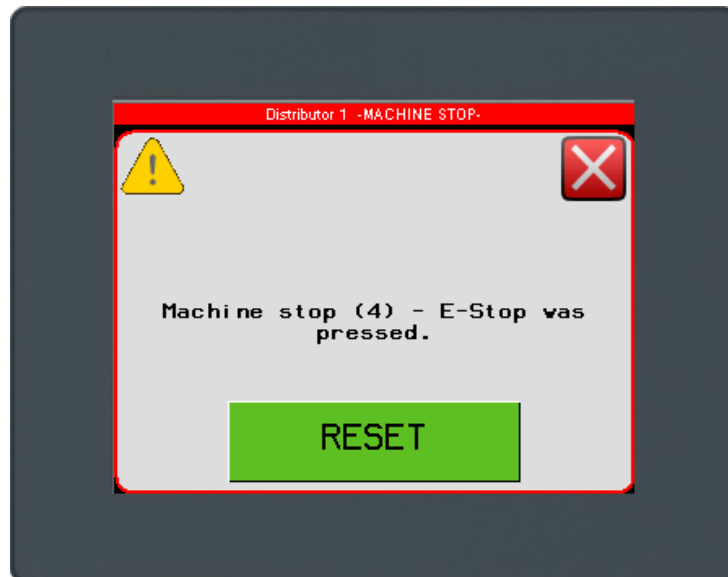 Distributor 1 -MACHINE STOP-
Machine stop (4) - E-Stop was
pressed.
RESET